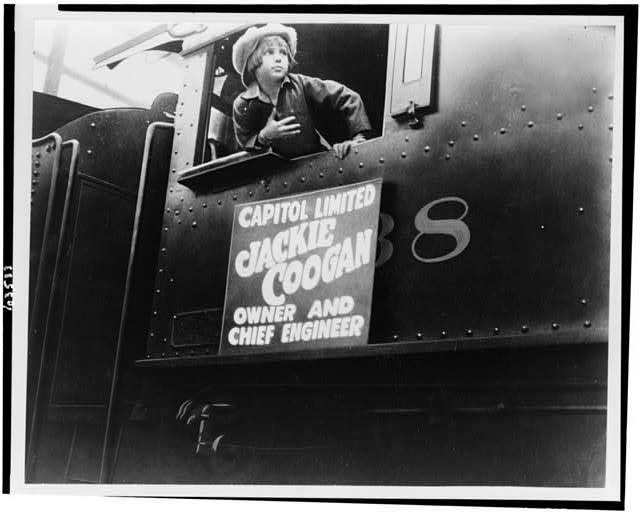 CAPITOL LIMITED
JACKIE
COOGAN
OWNER AND
CHIEF ENGINEER
38